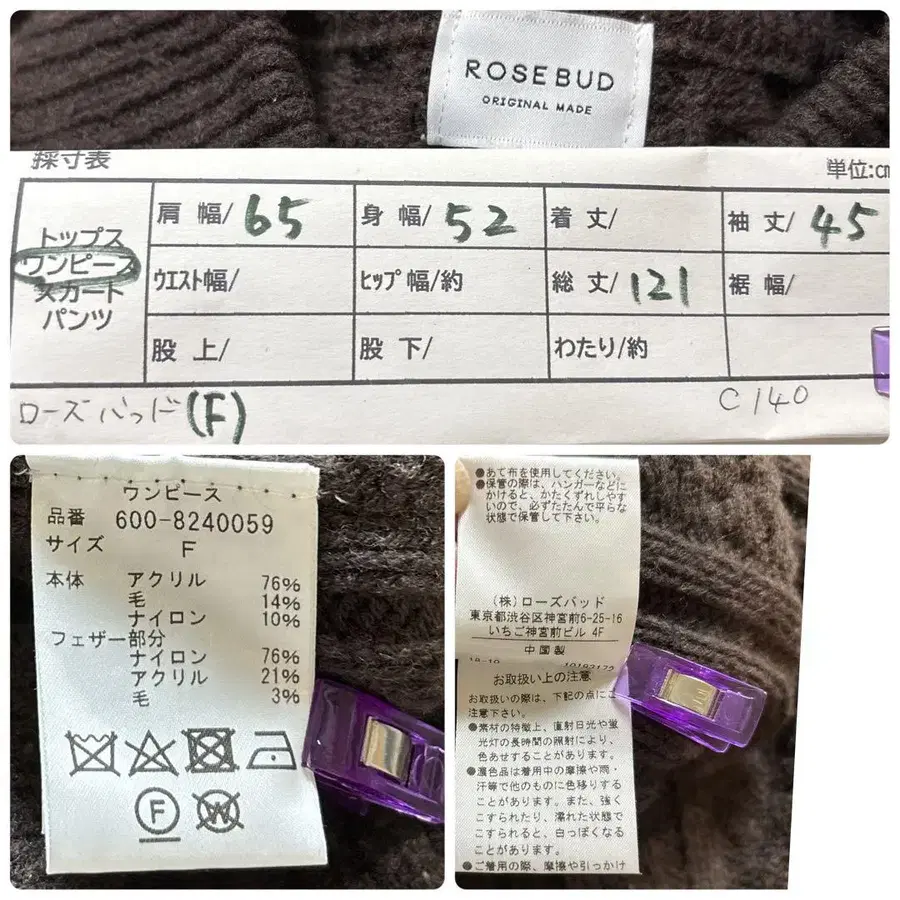 ROSE BUD
ORIGINAL MADE
採寸表
単位:cm
トップス
ワンピース
スカート
パンツ
肩 幅/ 65
身 幅/ 52
着 丈/
袖 丈/ 45
ウエスト幅/
ヒップ 幅/約
総 丈/ 121
裾 幅/
股 上/
股 下/
わたり/約
ローズバッド(F)
C140
ワンピース
品番 600-8240059
サイズ F
本体 アクリル 76%
毛 14%
ナイロン 10%
フェザー部分
ナイロン 76%
アクリル 21%
毛 3%
F
W
●あて布を使用してください。
●保管の際は、ハンガーなどに
かけると、かたくずれしやす
いので、必ずたたんで平らな
状態で保管して下さい。
(株)ローズバッド
東京都渋谷区神宮前6-25-16
いちご神宮前ビル 4F
中国製
18-10 10182172
お取扱い上の注意
お取扱いの際は、下記の点にご
注意下さい。
●素材の特徴上、直射日光や蛍
光灯の長時間の照射により、
色あせすることがあります。
●濃色品は着用中の摩擦や雨・
汗等で他のものに色移りする
ことがあります。また、強く
こすられたり、濡れた状態で
こすられると、白っぽくなる
ことがあります。
●ご着用の際、摩擦や引っかけ